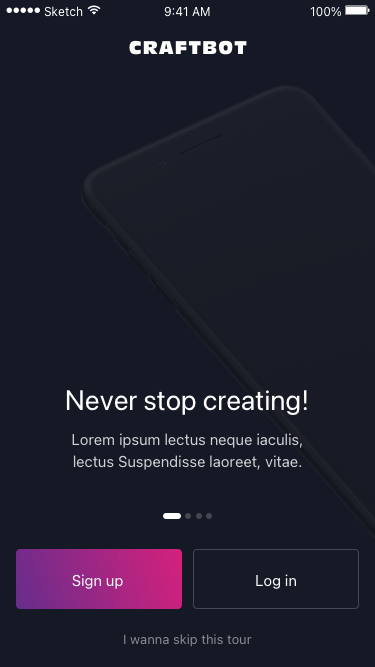 Sketch 9:41 AM 100%
CRAFTBOT
Never stop creating!
Lorem ipsum lectus neque iaculis,
lectus Suspendisse laoreet, vitae.
Sign up Log in
I wanna skip this tour